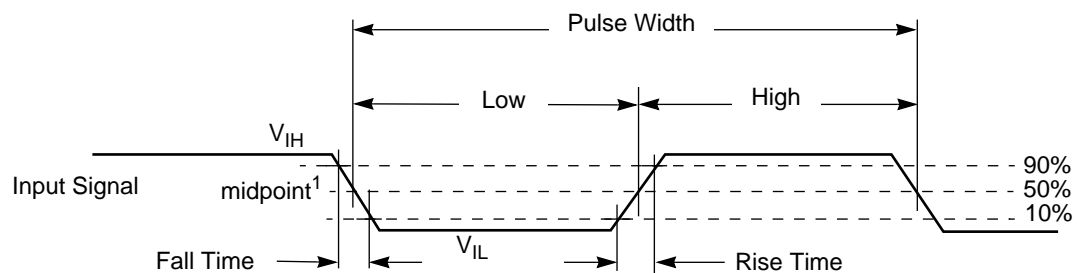 Pulse Width
Low High
VIH
90%
Input Signal midpoint1 50%
10%
VIL
Fall Time Rise Time